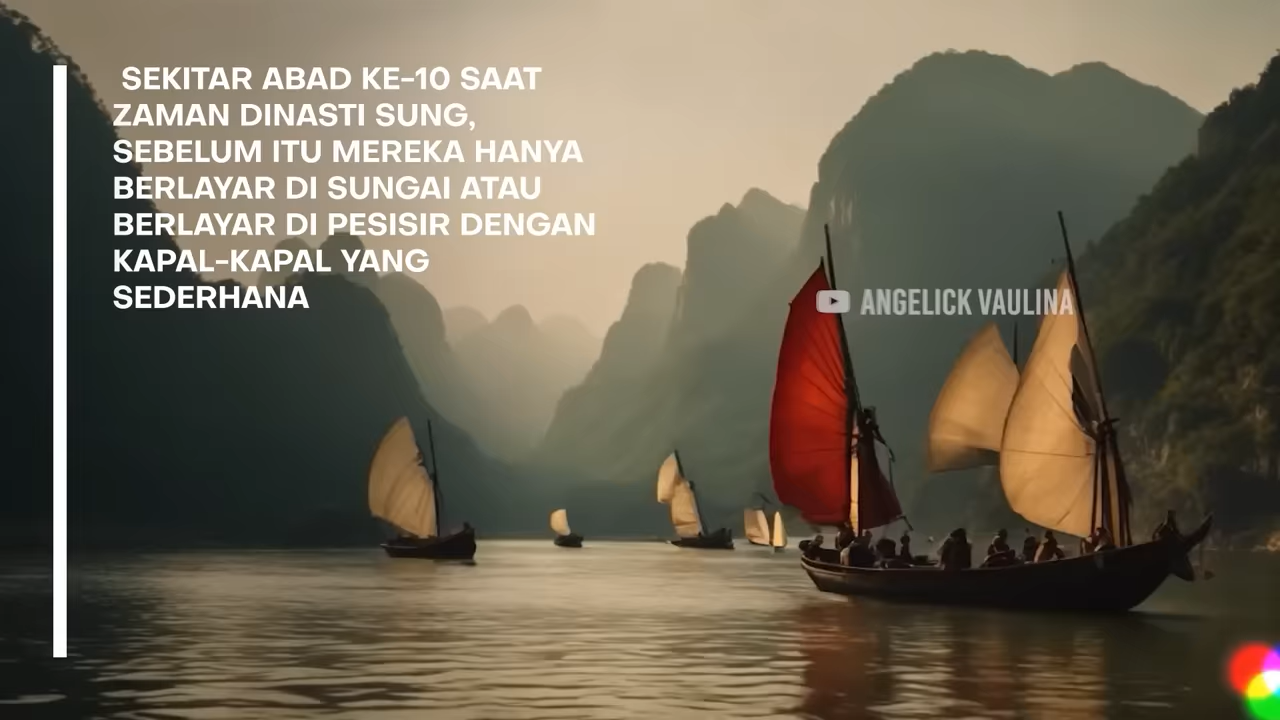 SEKITAR ABAD KE-10 SAAT
ZAMAN DINASTI SUNG,
SEBELUM ITU MEREKA HANYA
BERLAYAR DI SUNGAI ATAU
BERLAYAR DI PESISIR DENGAN
KAPAL-KAPAL YANG
SEDERHANA
ANGELICK VAULINA